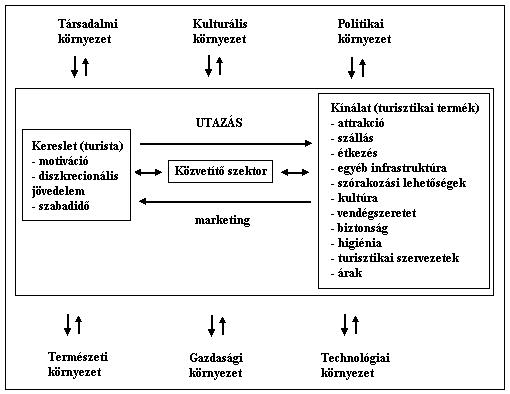 Társadalmi
környezet
Kulturális
környezet
Politikai
környezet
UTAZÁS
Kereslet (turista)
- motiváció
- diszkrecionális
jövedelem
- szabadidő
Közvetítő szektor
marketing
Kínálat (turisztikai termék)
- attrakció
- szállás
- étkezés
- egyéb infrastruktúra
- szórakozási lehetőségek
- kultúra
- vendégszeretet
- biztonság
- higiénia
- turisztikai szervezetek
- árak
Természeti
környezet
Gazdasági
környezet
Technológiai
környezet